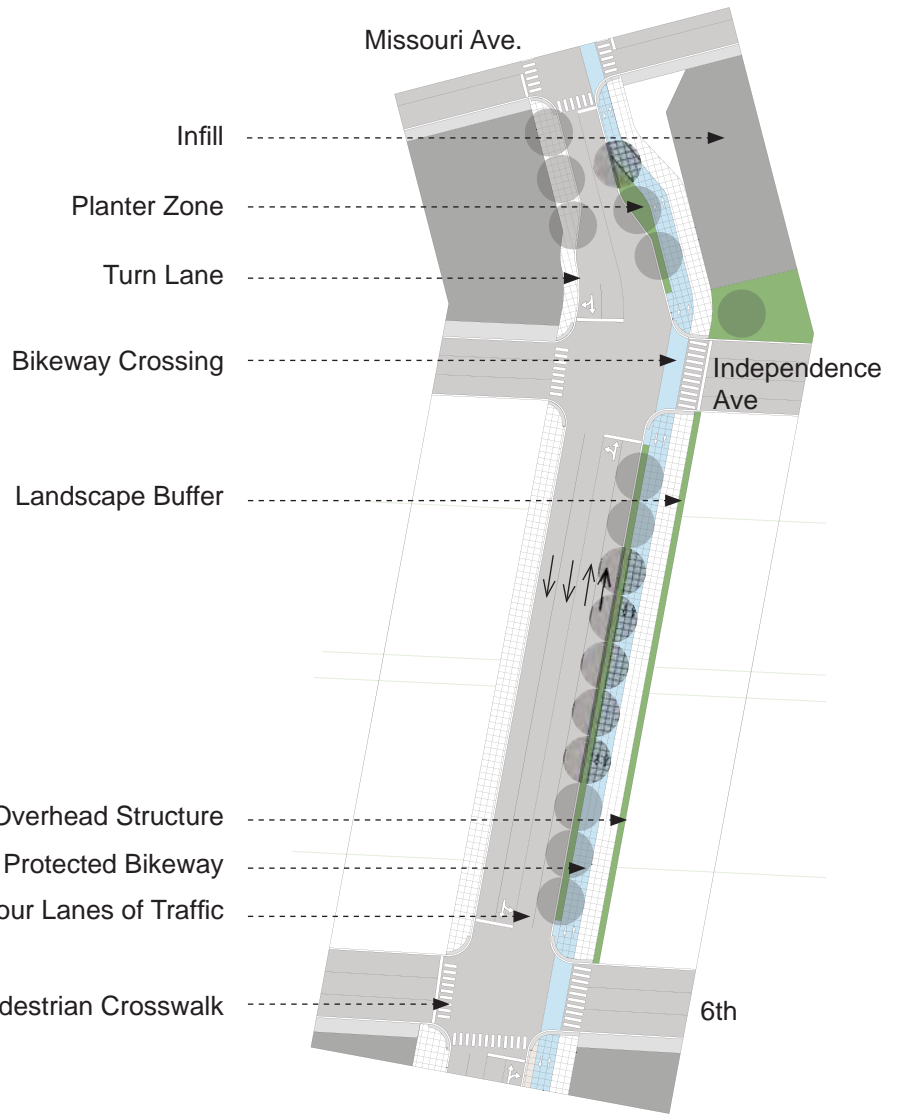 Missouri Ave.
Infill
Planter Zone
Turn Lane
Bikeway Crossing
Independence
Ave
Landscape Buffer
Overhead Structure
Protected Bikeway
our Lanes of Traffic
destrian Crosswalk
6th